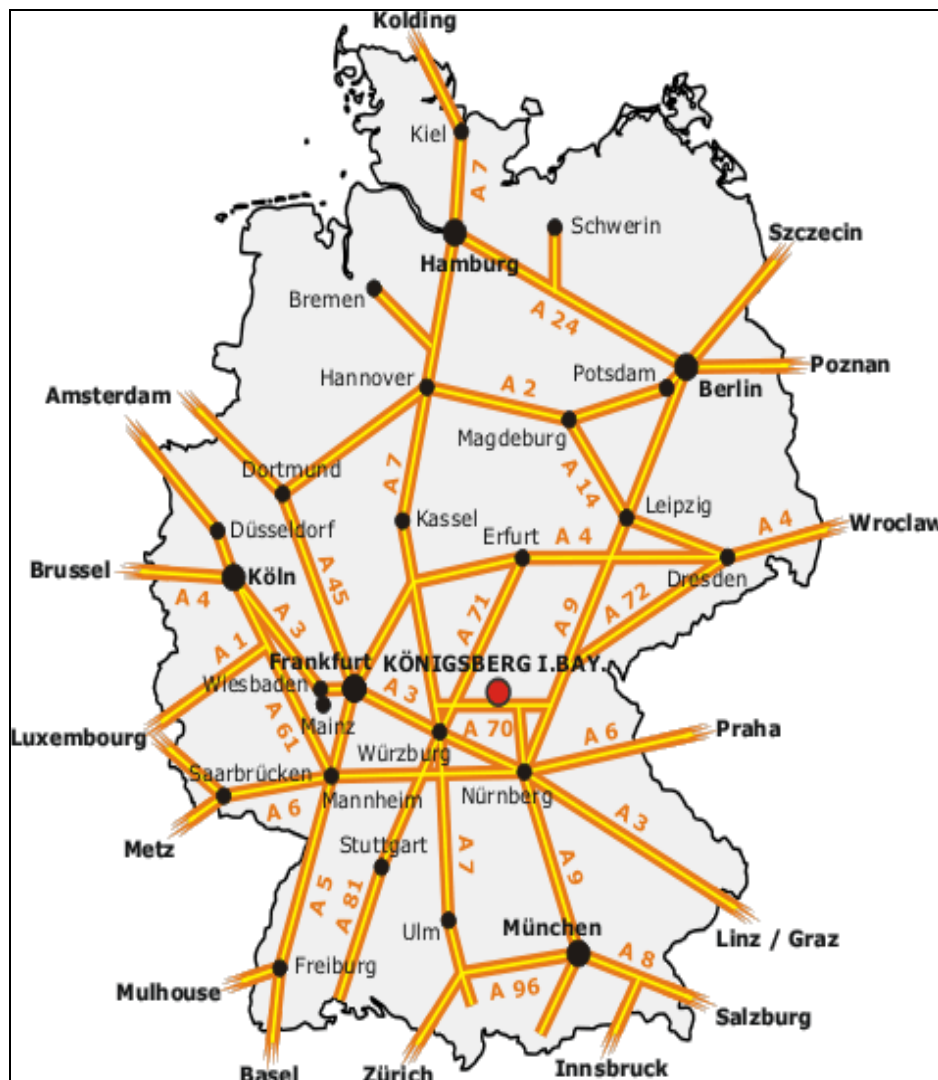 Kolding
Kiel
A 7
Schwerin
Szczecin
Hamburg
Bremen
A 24
Hannover
A 2
Potsdam
Poznan
Berlin
Amsterdam
Magdeburg
Dortmund
A 7
A 14
Leipzig
Kassel
A 4
Wroclaw
Düsseldorf
Erfurt
A 4
Dresden
Brussel
Köln
A 4
A 45
A 3
A 71
A 9
A 72
A 1
Frankfurt
KÖNIGSBERG I.BAY.
Wiesbaden
A 3
Mainz
A 70
A 6
Praha
Luxembourg
A 61
Würzburg
Saarbrücken
Mannheim
Nürnberg
A 6
A 3
Metz
Stuttgart
A 7
A 5
A 81
A 9
Ulm
München
Linz / Graz
A 8
Freiburg
A 96
Mulhouse
Salzburg
Innsbruck
Basel
Zürich